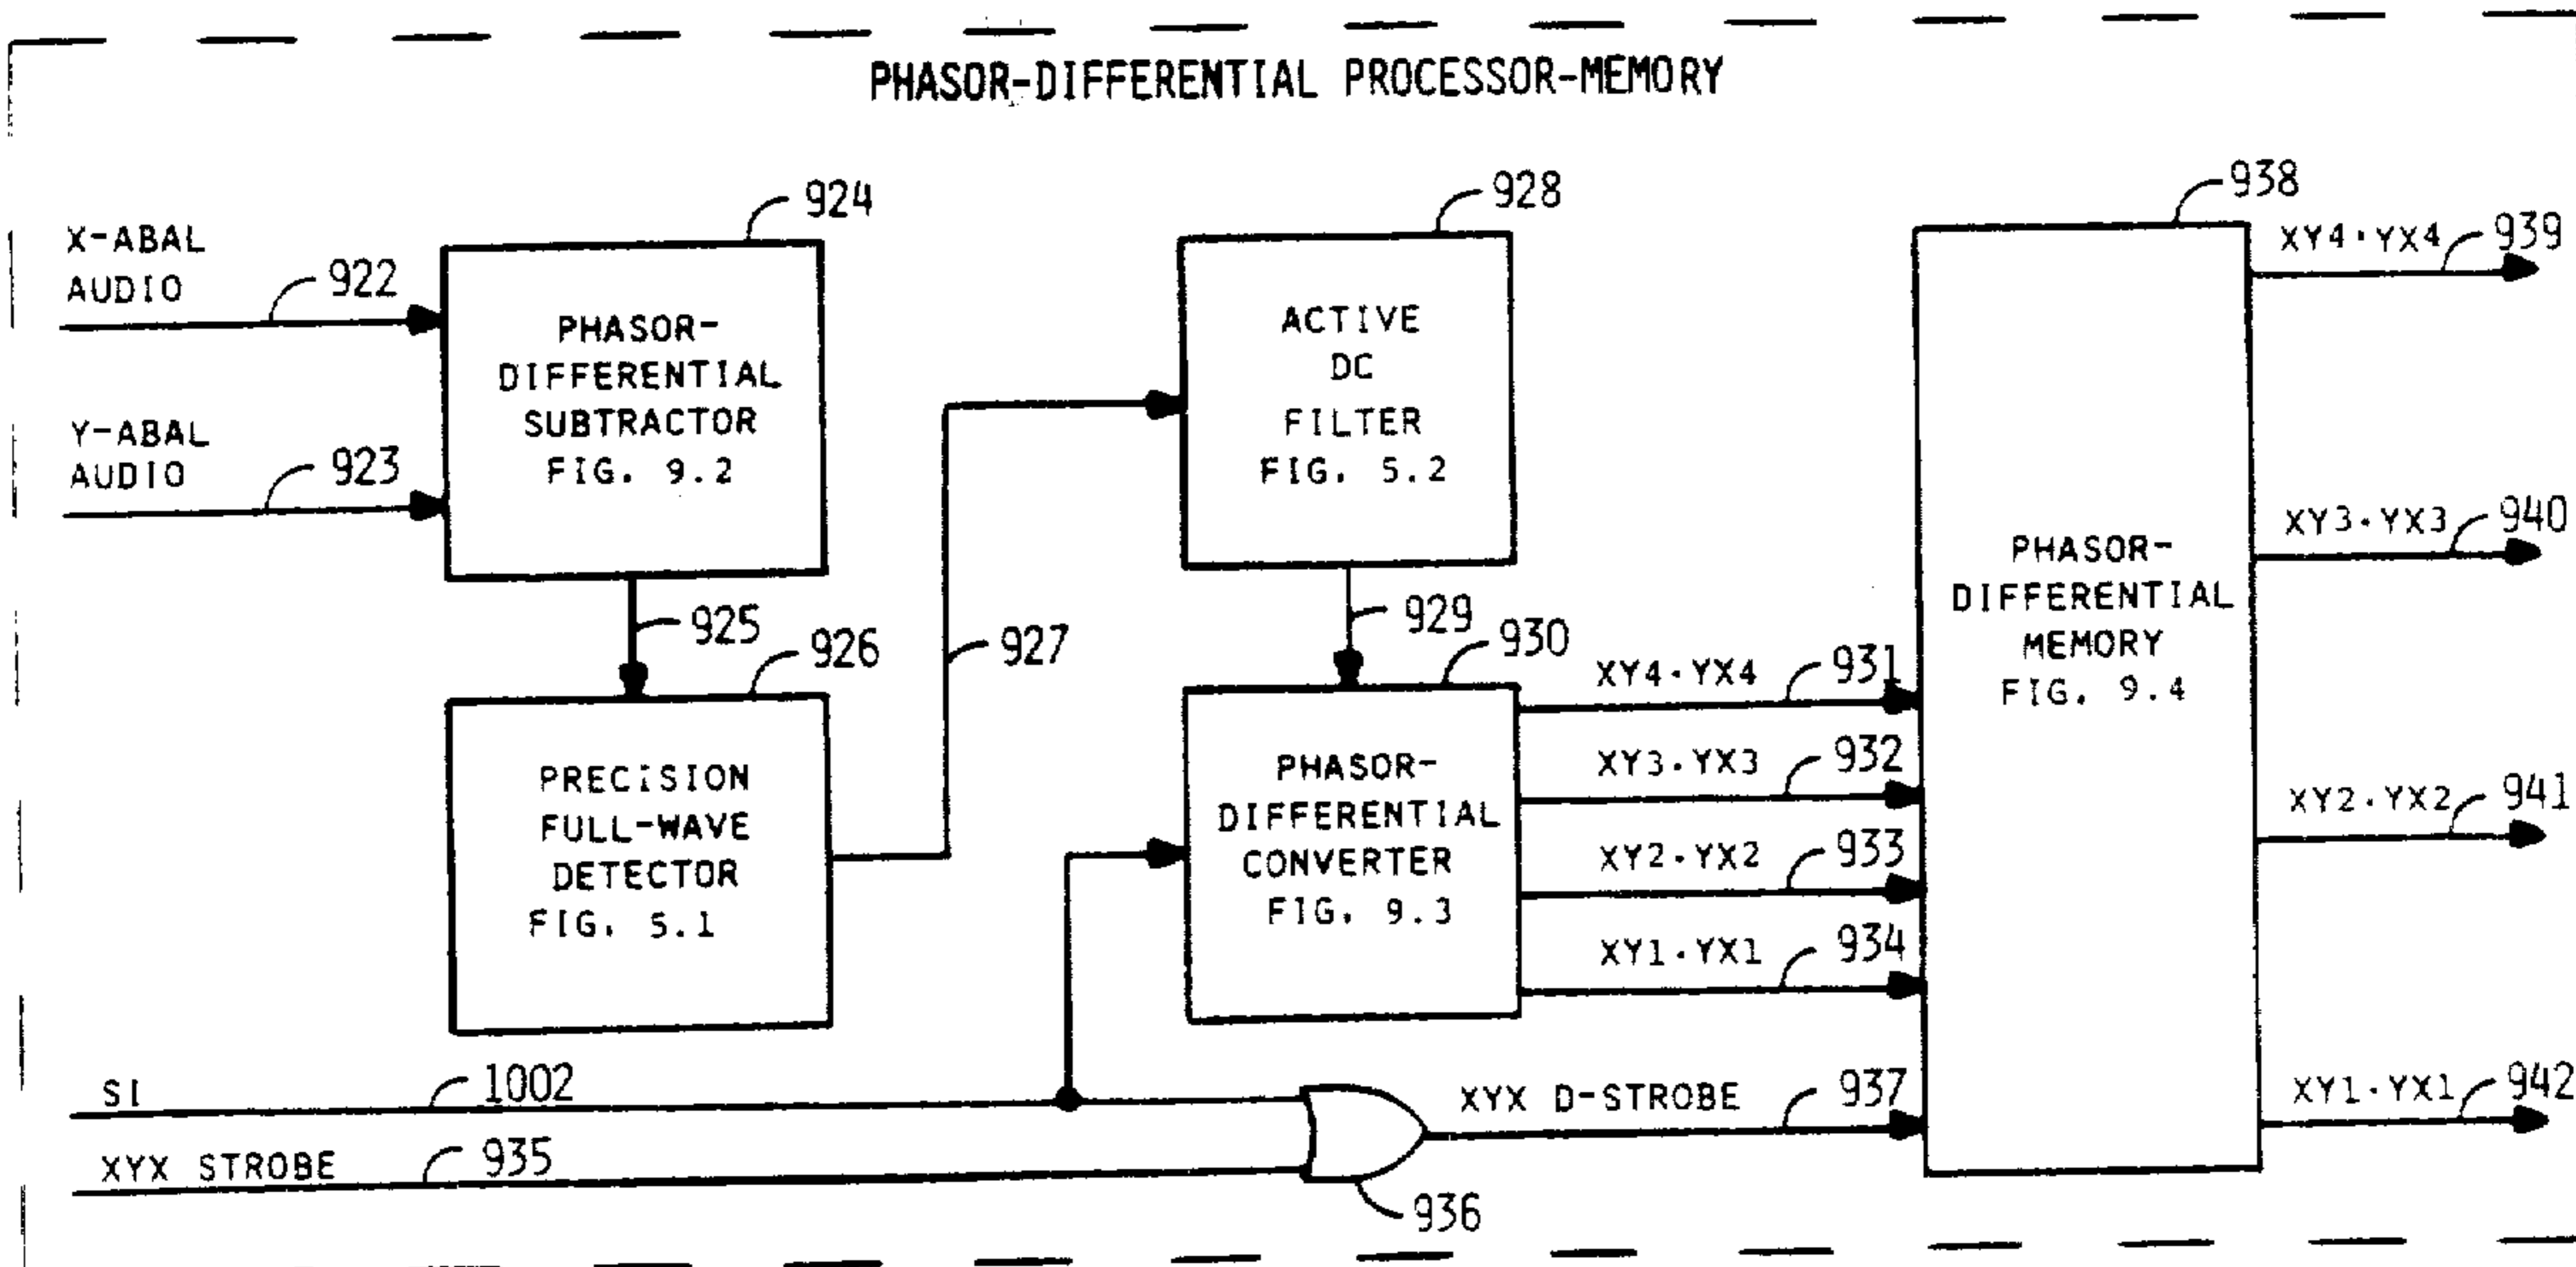 PHASOR-DIFFERENTIAL PROCESSOR-MEMORY
X-ABAL
AUDIO
922
Y-ABAL
AUDIO
923
924
PHASOR-
DIFFERENTIAL
SUBTRACTOR
FIG. 9.2
925
926
PRECISION
FULL-WAVE
DETECTOR
FIG. 5.1
927
928
ACTIVE
DC
FILTER
FIG. 5.2
929
930
PHASOR-
DIFFERENTIAL
CONVERTER
FIG. 9.3
XY4·YX4
931
XY3·YX3
932
XY2·YX2
933
XY1·YX1
934
SI
1002
XYX STROBE
935
936
XYX D-STROBE
937
938
PHASOR-
DIFFERENTIAL
MEMORY
FIG. 9.4
XY4·YX4
939
XY3·YX3
940
XY2·YX2
941
XY1·YX1
942